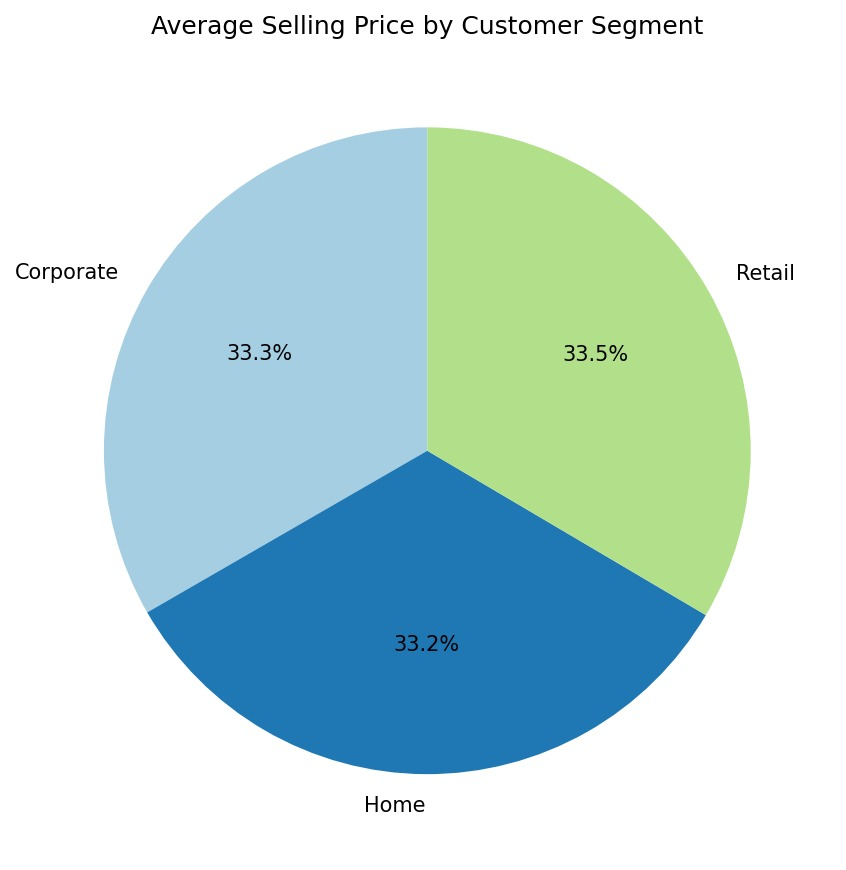 Average Selling Price by Customer Segment
Corporate
Retail
33.3%
33.5%
33.2%
Home